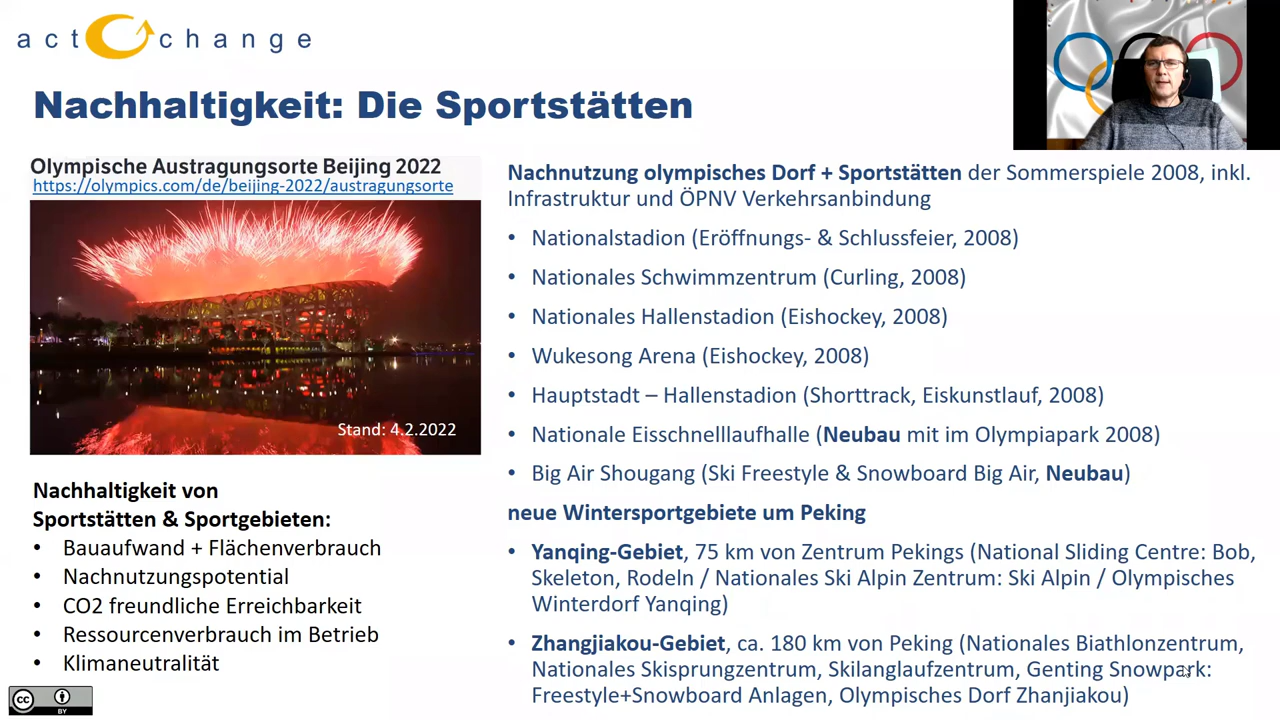 act change
Nachhaltigkeit: Die Sportstätten
Olympische Austragungsorte Beijing 2022
https://olympics.com/de/beijing-2022/austragungsorte
Stand: 4.2.2022
Nachhaltigkeit von
Sportstätten & Sportgebieten:
• Bauaufwand + Flächenverbrauch
• Nachnutzungspotential
• CO2 freundliche Erreichbarkeit
• Ressourcenverbrauch im Betrieb
• Klimaneutralität
cc BY
Nachnutzung olympisches Dorf + Sportstätten der Sommerspiele 2008, inkl.
Infrastruktur und ÖPNV Verkehrsanbindung
• Nationalstadion (Eröffnungs- & Schlussfeier, 2008)
• Nationales Schwimmzentrum (Curling, 2008)
• Nationales Hallenstadion (Eishockey, 2008)
• Wukesong Arena (Eishockey, 2008)
• Hauptstadt – Hallenstadion (Shorttrack, Eiskunstlauf, 2008)
• Nationale Eisschnelllaufhalle (Neubau mit im Olympiapark 2008)
• Big Air Shougang (Ski Freestyle & Snowboard Big Air, Neubau)
neue Wintersportgebiete um Peking
• Yanqing-Gebiet, 75 km von Zentrum Pekings (National Sliding Centre: Bob,
Skeleton, Rodeln / Nationales Ski Alpin Zentrum: Ski Alpin / Olympisches
Winterdorf Yanqing)
• Zhangjiakou-Gebiet, ca. 180 km von Peking (Nationales Biathlonzentrum,
Nationales Skisprungzentrum, Skilanglaufzentrum, Genting Snowpark:
Freestyle+Snowboard Anlagen, Olympisches Dorf Zhanjiakou)